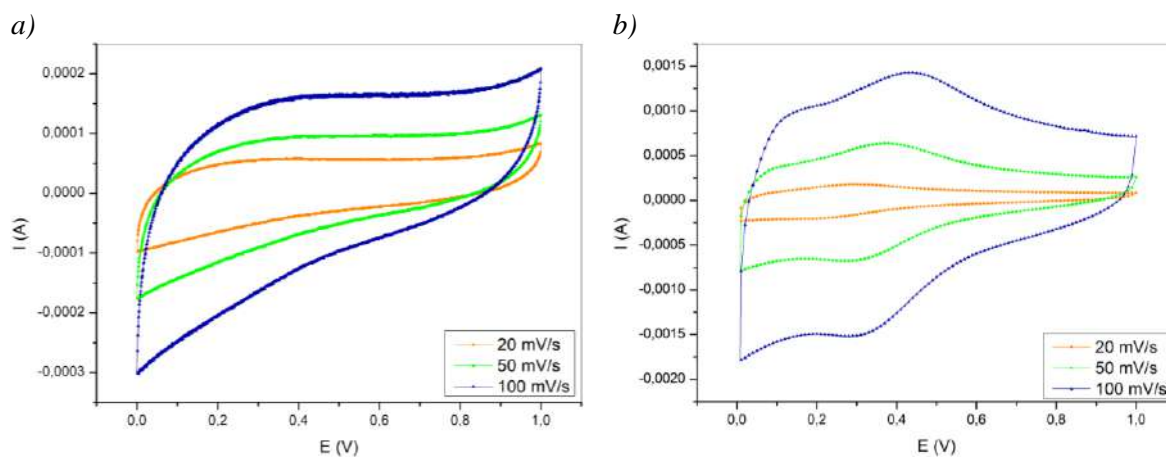 a)
0,0002
0,0001
0,0000
-0,0001
-0,0002
-0,0003
I (A)
0,0
0,2
0,4
0,6
0,8
1,0
E (V)
20 mV/s
50 mV/s
100 mV/s
b)
0,0015
0,0010
0,0005
0,0000
-0,0005
-0,0010
-0,0015
-0,0020
I (A)
0,0
0,2
0,4
0,6
0,8
1,0
E (V)
20 mV/s
50 mV/s
100 mV/s